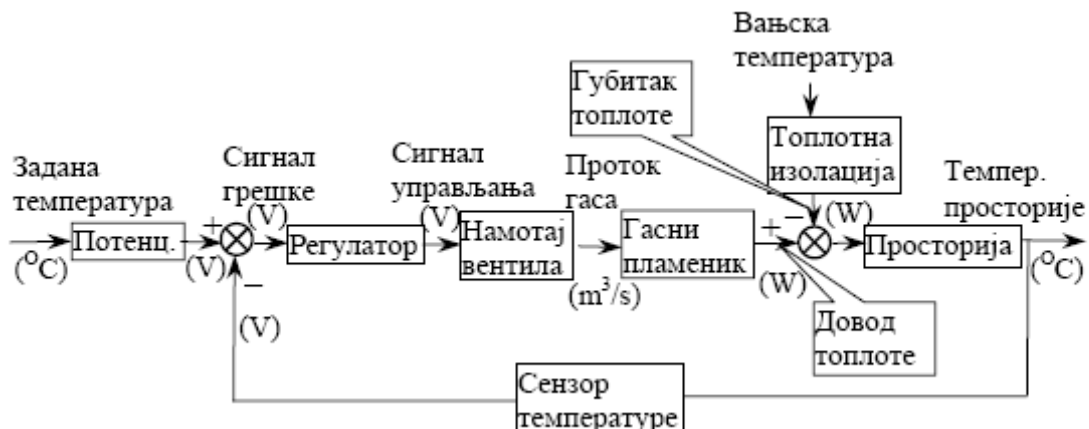 Вањска
температура
Губитак
топлоте
Топлотна
изолација
Задана
температура
Сигнал
грешке
Сигнал
управљања
Проток
гаса
Темпер.
просторије
+
(V)
(V)
−
(W)
+
Потенц.
Регулатор
Намотај
вентила
Гасни
пламеник
Просторија
(°C)
(V)
−
(V)
(m³/s)
(W)
(°C)
Довод
топлоте
Сензор
температуре